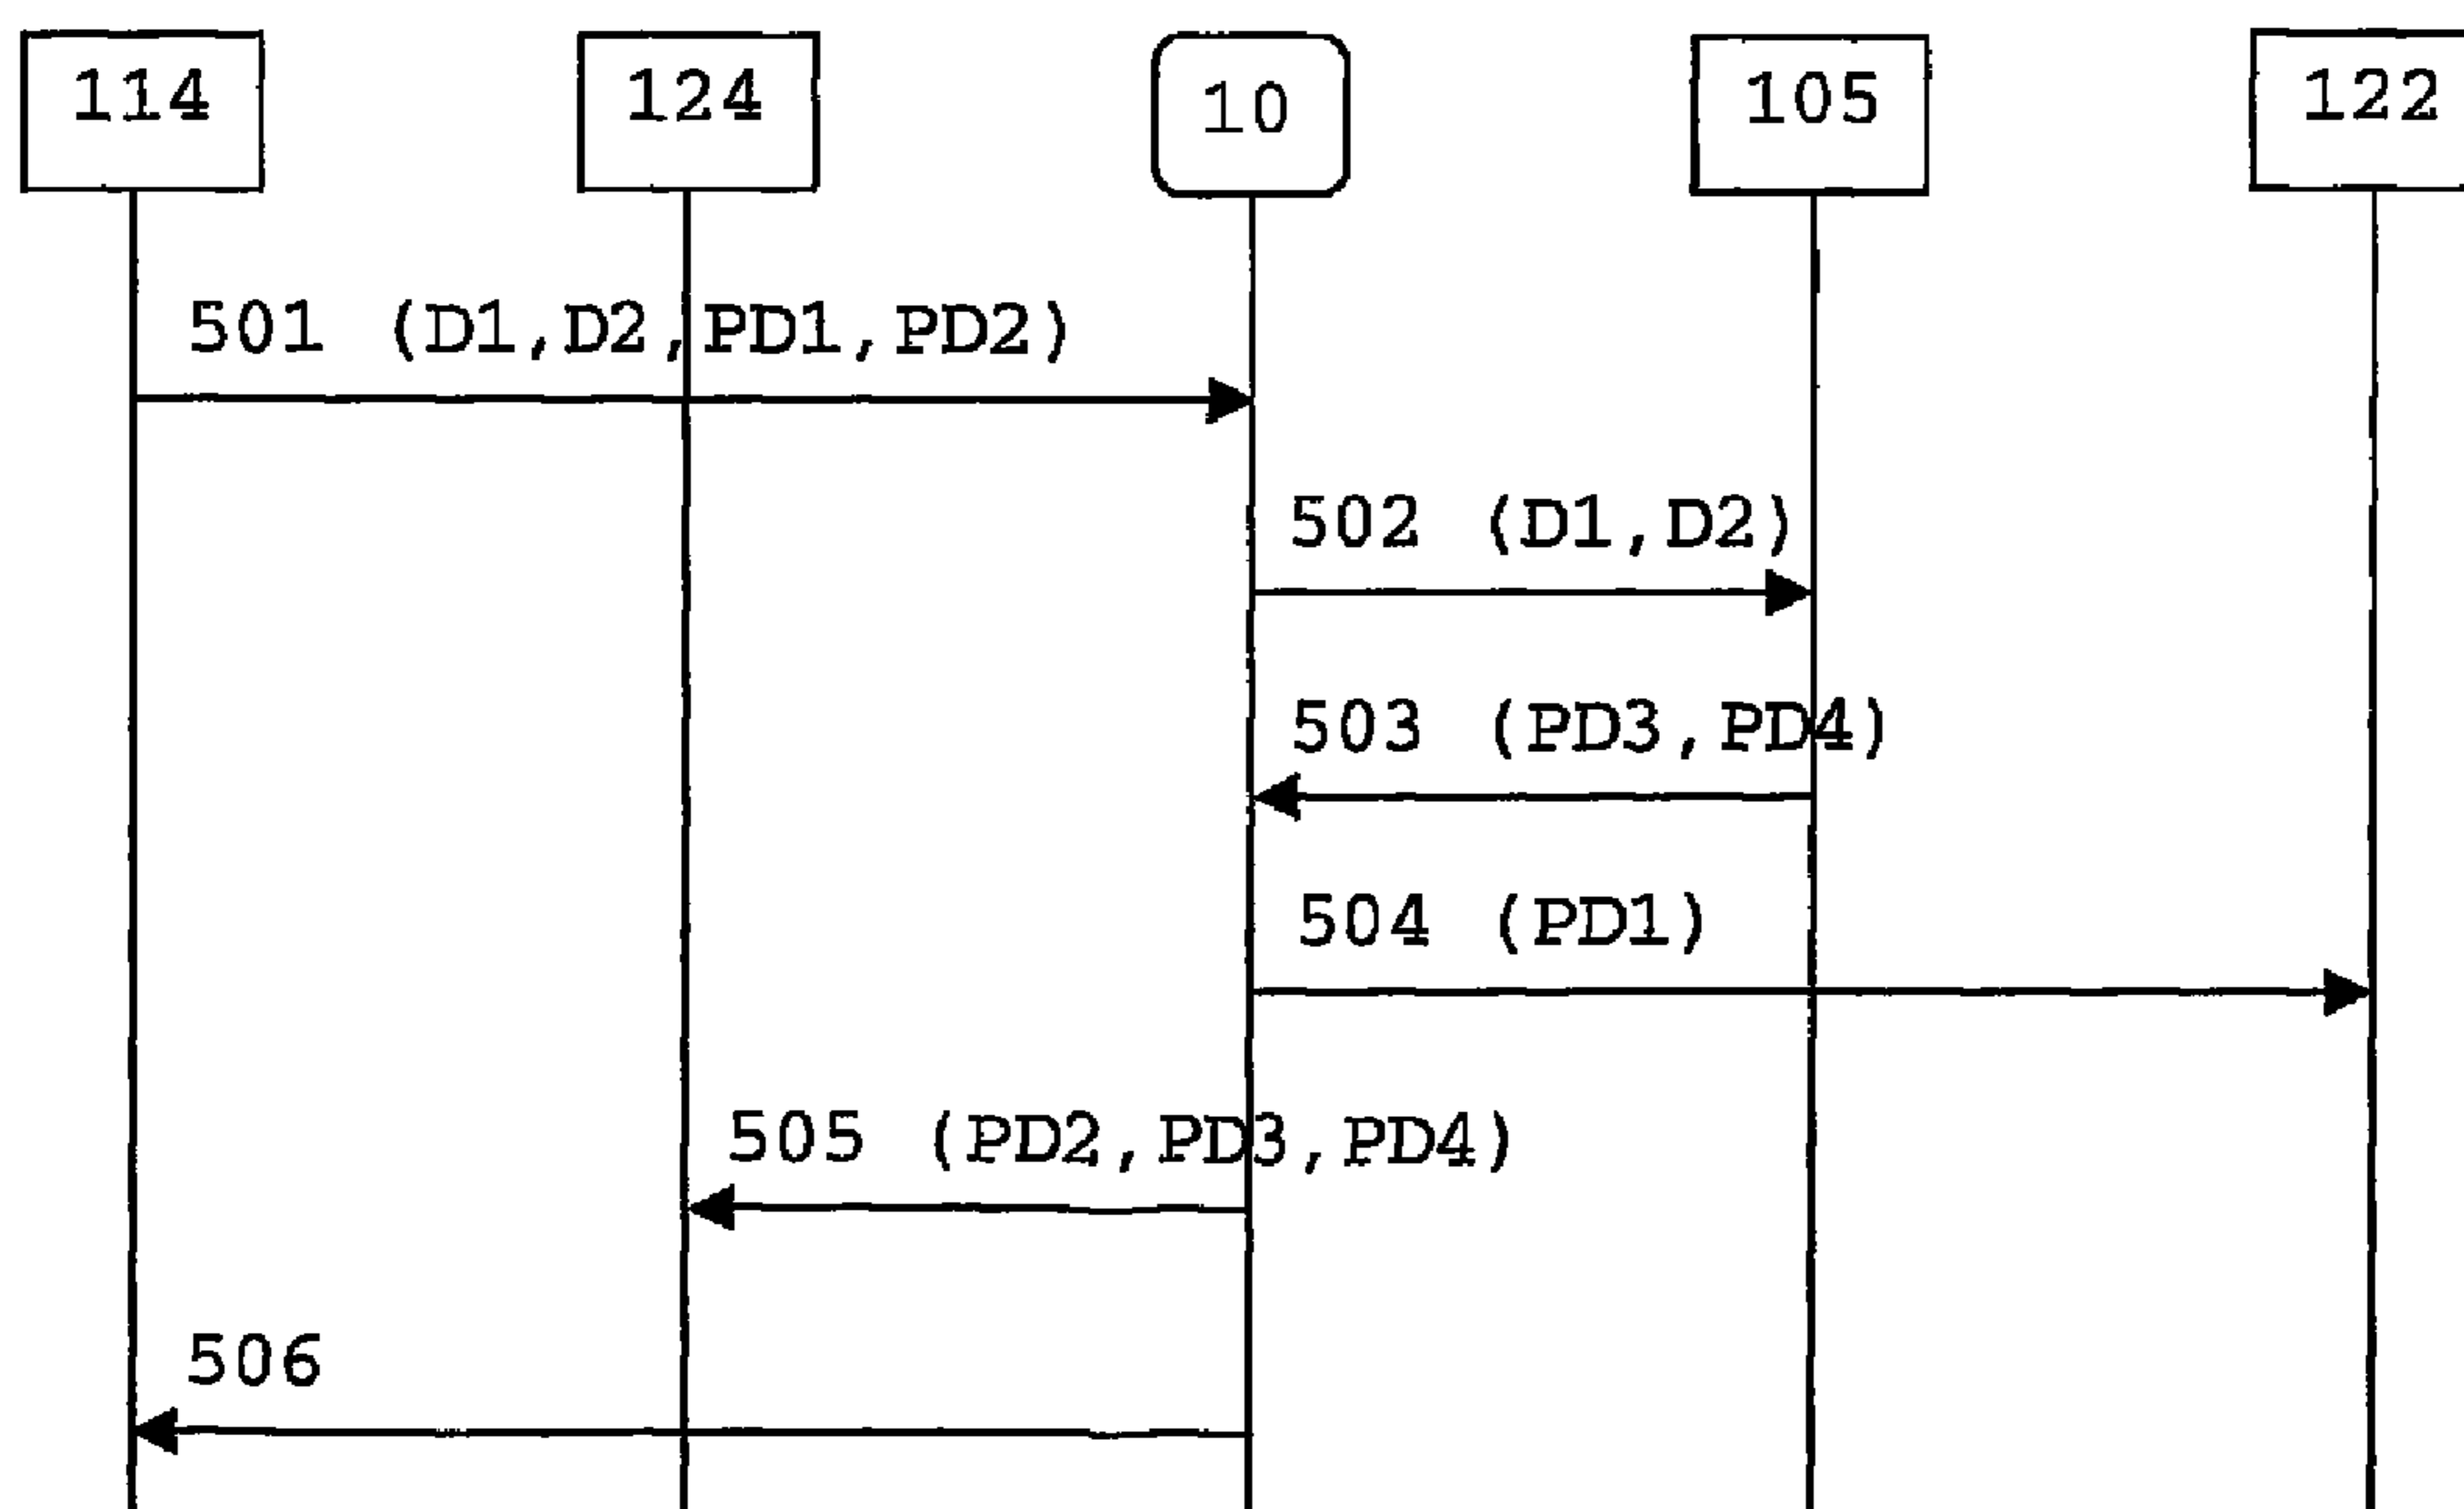 114 124 10 105 122
501 (D1,D2,PD1,PD2)
502 (D1,D2)
503 (PD3,PD4)
504 (PD1)
505 (PD2,PD3,PD4)
506